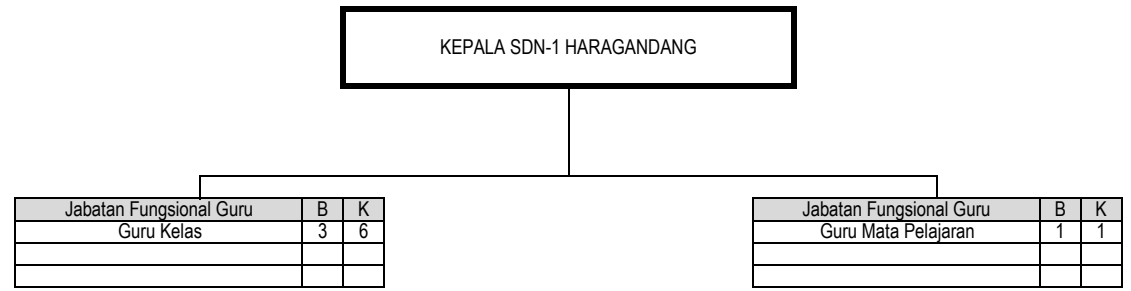 KEPALA SDN-1 HARAGANDANG
Jabatan Fungsional Guru B K
Guru Kelas 3 6
Jabatan Fungsional Guru B K
Guru Mata Pelajaran 1 1